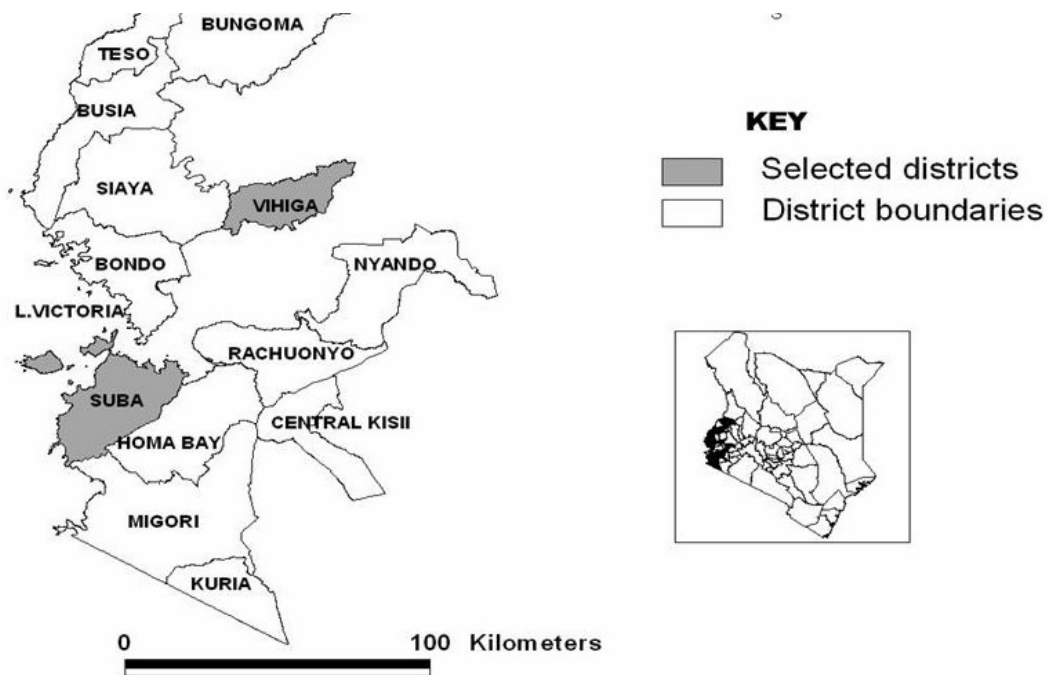 BUNGOMA
TESO
BUSIA
SIAYA
VIHIGA
BONDO
NYANDO
L.VICTORIA
RACHUONYO
SUBA
CENTRAL KISII
HOMA BAY
MIGORI
KURIA
0 100 Kilometers
KEY
Selected districts
District boundaries